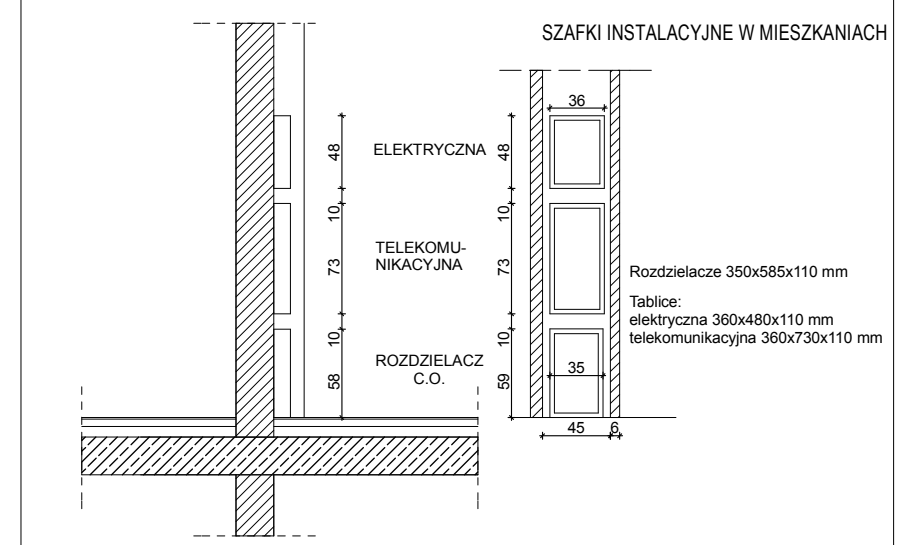 SZAFKI INSTALACYJNE W MIESZKANIACH
36
48
ELEKTRYCZNA
48
10
10
TELEKOMU-
NIKACYJNA
73
73
Rozdzielacze 350x585x110 mm
Tablice:
elektryczna 360x480x110 mm
telekomunikacyjna 360x730x110 mm
10
10
ROZDZIELACZ
C.O.
58
59
35
45
6